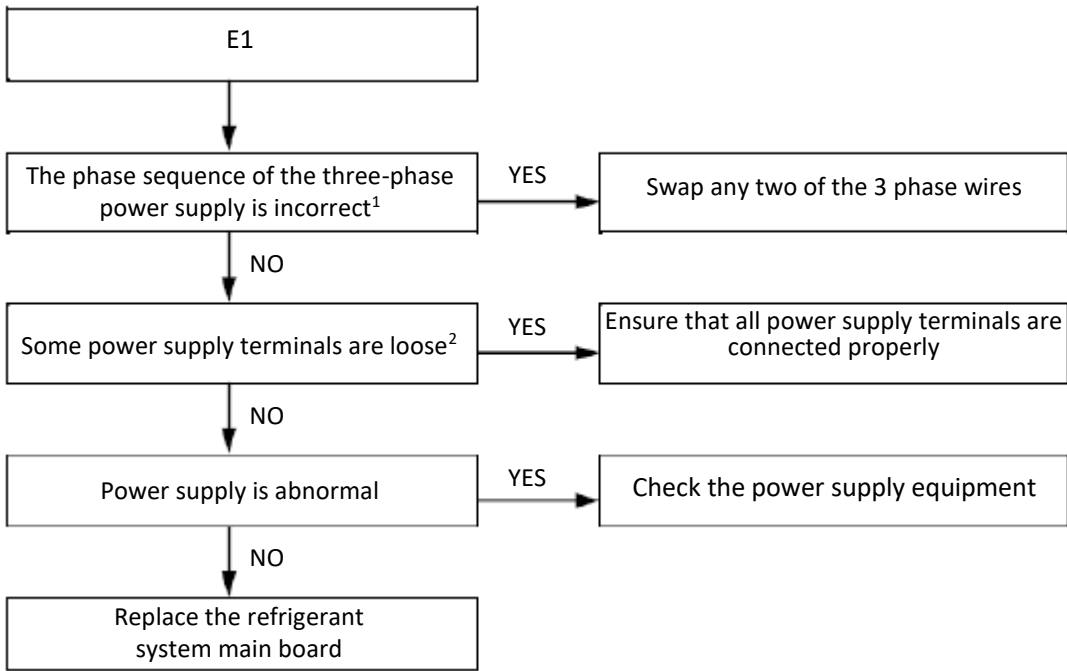 E1
The phase sequence of the three-phase
power supply is incorrect¹
YES
Swap any two of the 3 phase wires
NO
Some power supply terminals are loose²
YES
Ensure that all power supply terminals are
connected properly
NO
Power supply is abnormal
YES
Check the power supply equipment
NO
Replace the refrigerant
system main board